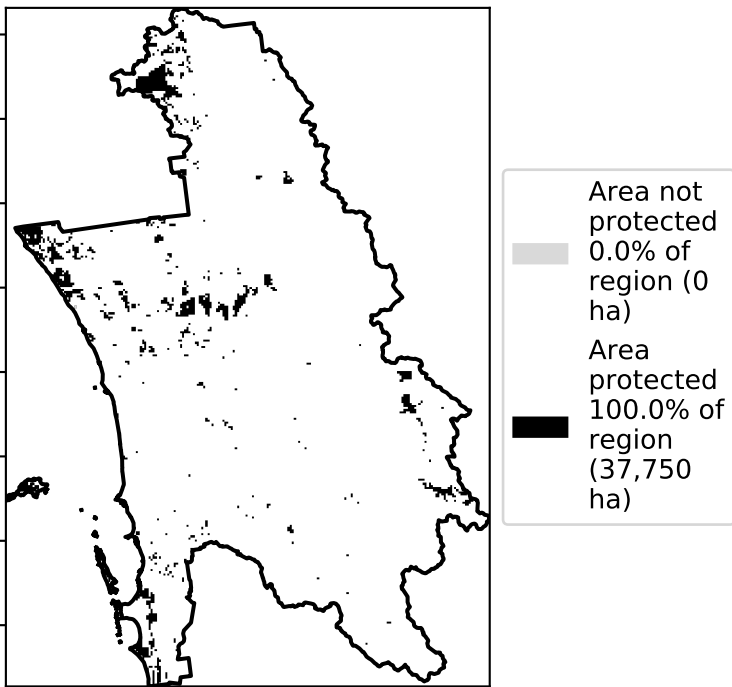 Area not
protected
0.0% of
region (0
ha)
Area
protected
100.0% of
region
(37,750
ha)